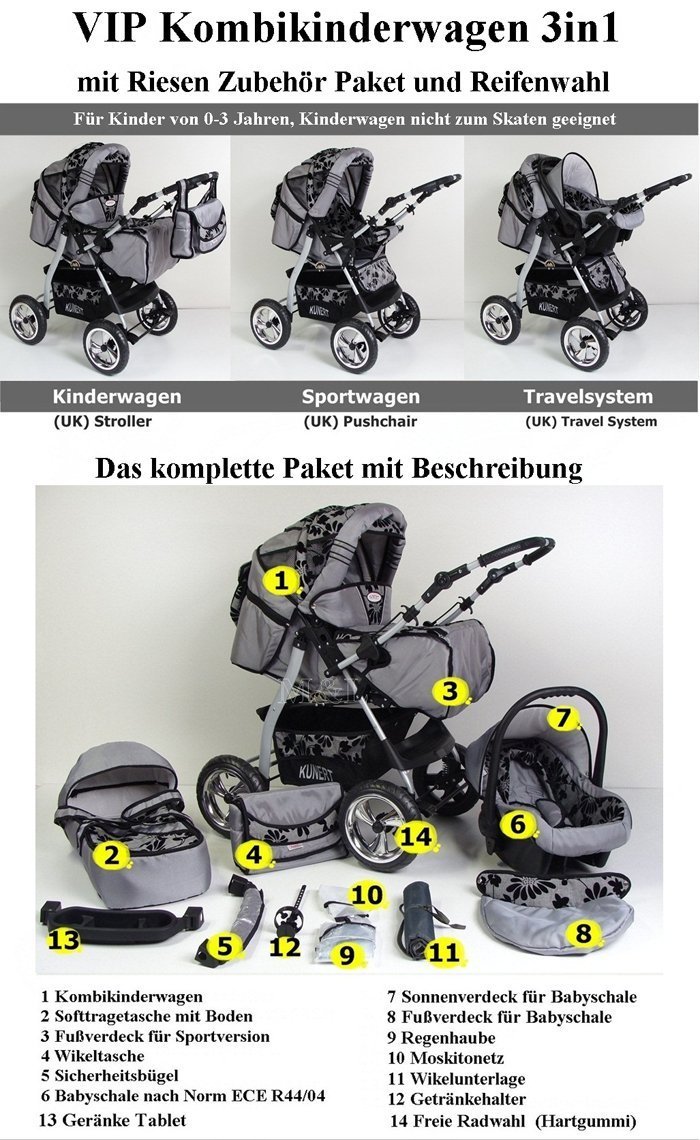 VIP Kombikinderwagen 3in1
mit Riesen Zubehör Paket und Reifenwahl
Für Kinder von 0-3 Jahren, Kinderwagen nicht zum Skaten geeignet
KUNERT
KUNERT
KUNERT
Kinderwagen
Sportwagen
Travelsystem
(UK) Stroller
(UK) Pushchair
(UK) Travel System
Das komplette Paket mit Beschreibung
1
3
7
KUNERT
6
14
2
4
10
8
13
5
12
9
11
1 Kombikinderwagen
2 Softtragetasche mit Boden
3 Fußverdeck für Sportversion
4 Wikeltasche
5 Sicherheitsbügel
6 Babyschale nach Norm ECE R44/04
13 Geränke Tablet
7 Sonnenverdeck für Babyschale
8 Fußverdeck für Babyschale
9 Regenhaube
10 Moskitonetz
11 Wikelunterlage
12 Getränkehalter
14 Freie Radwahl (Hartgummi)